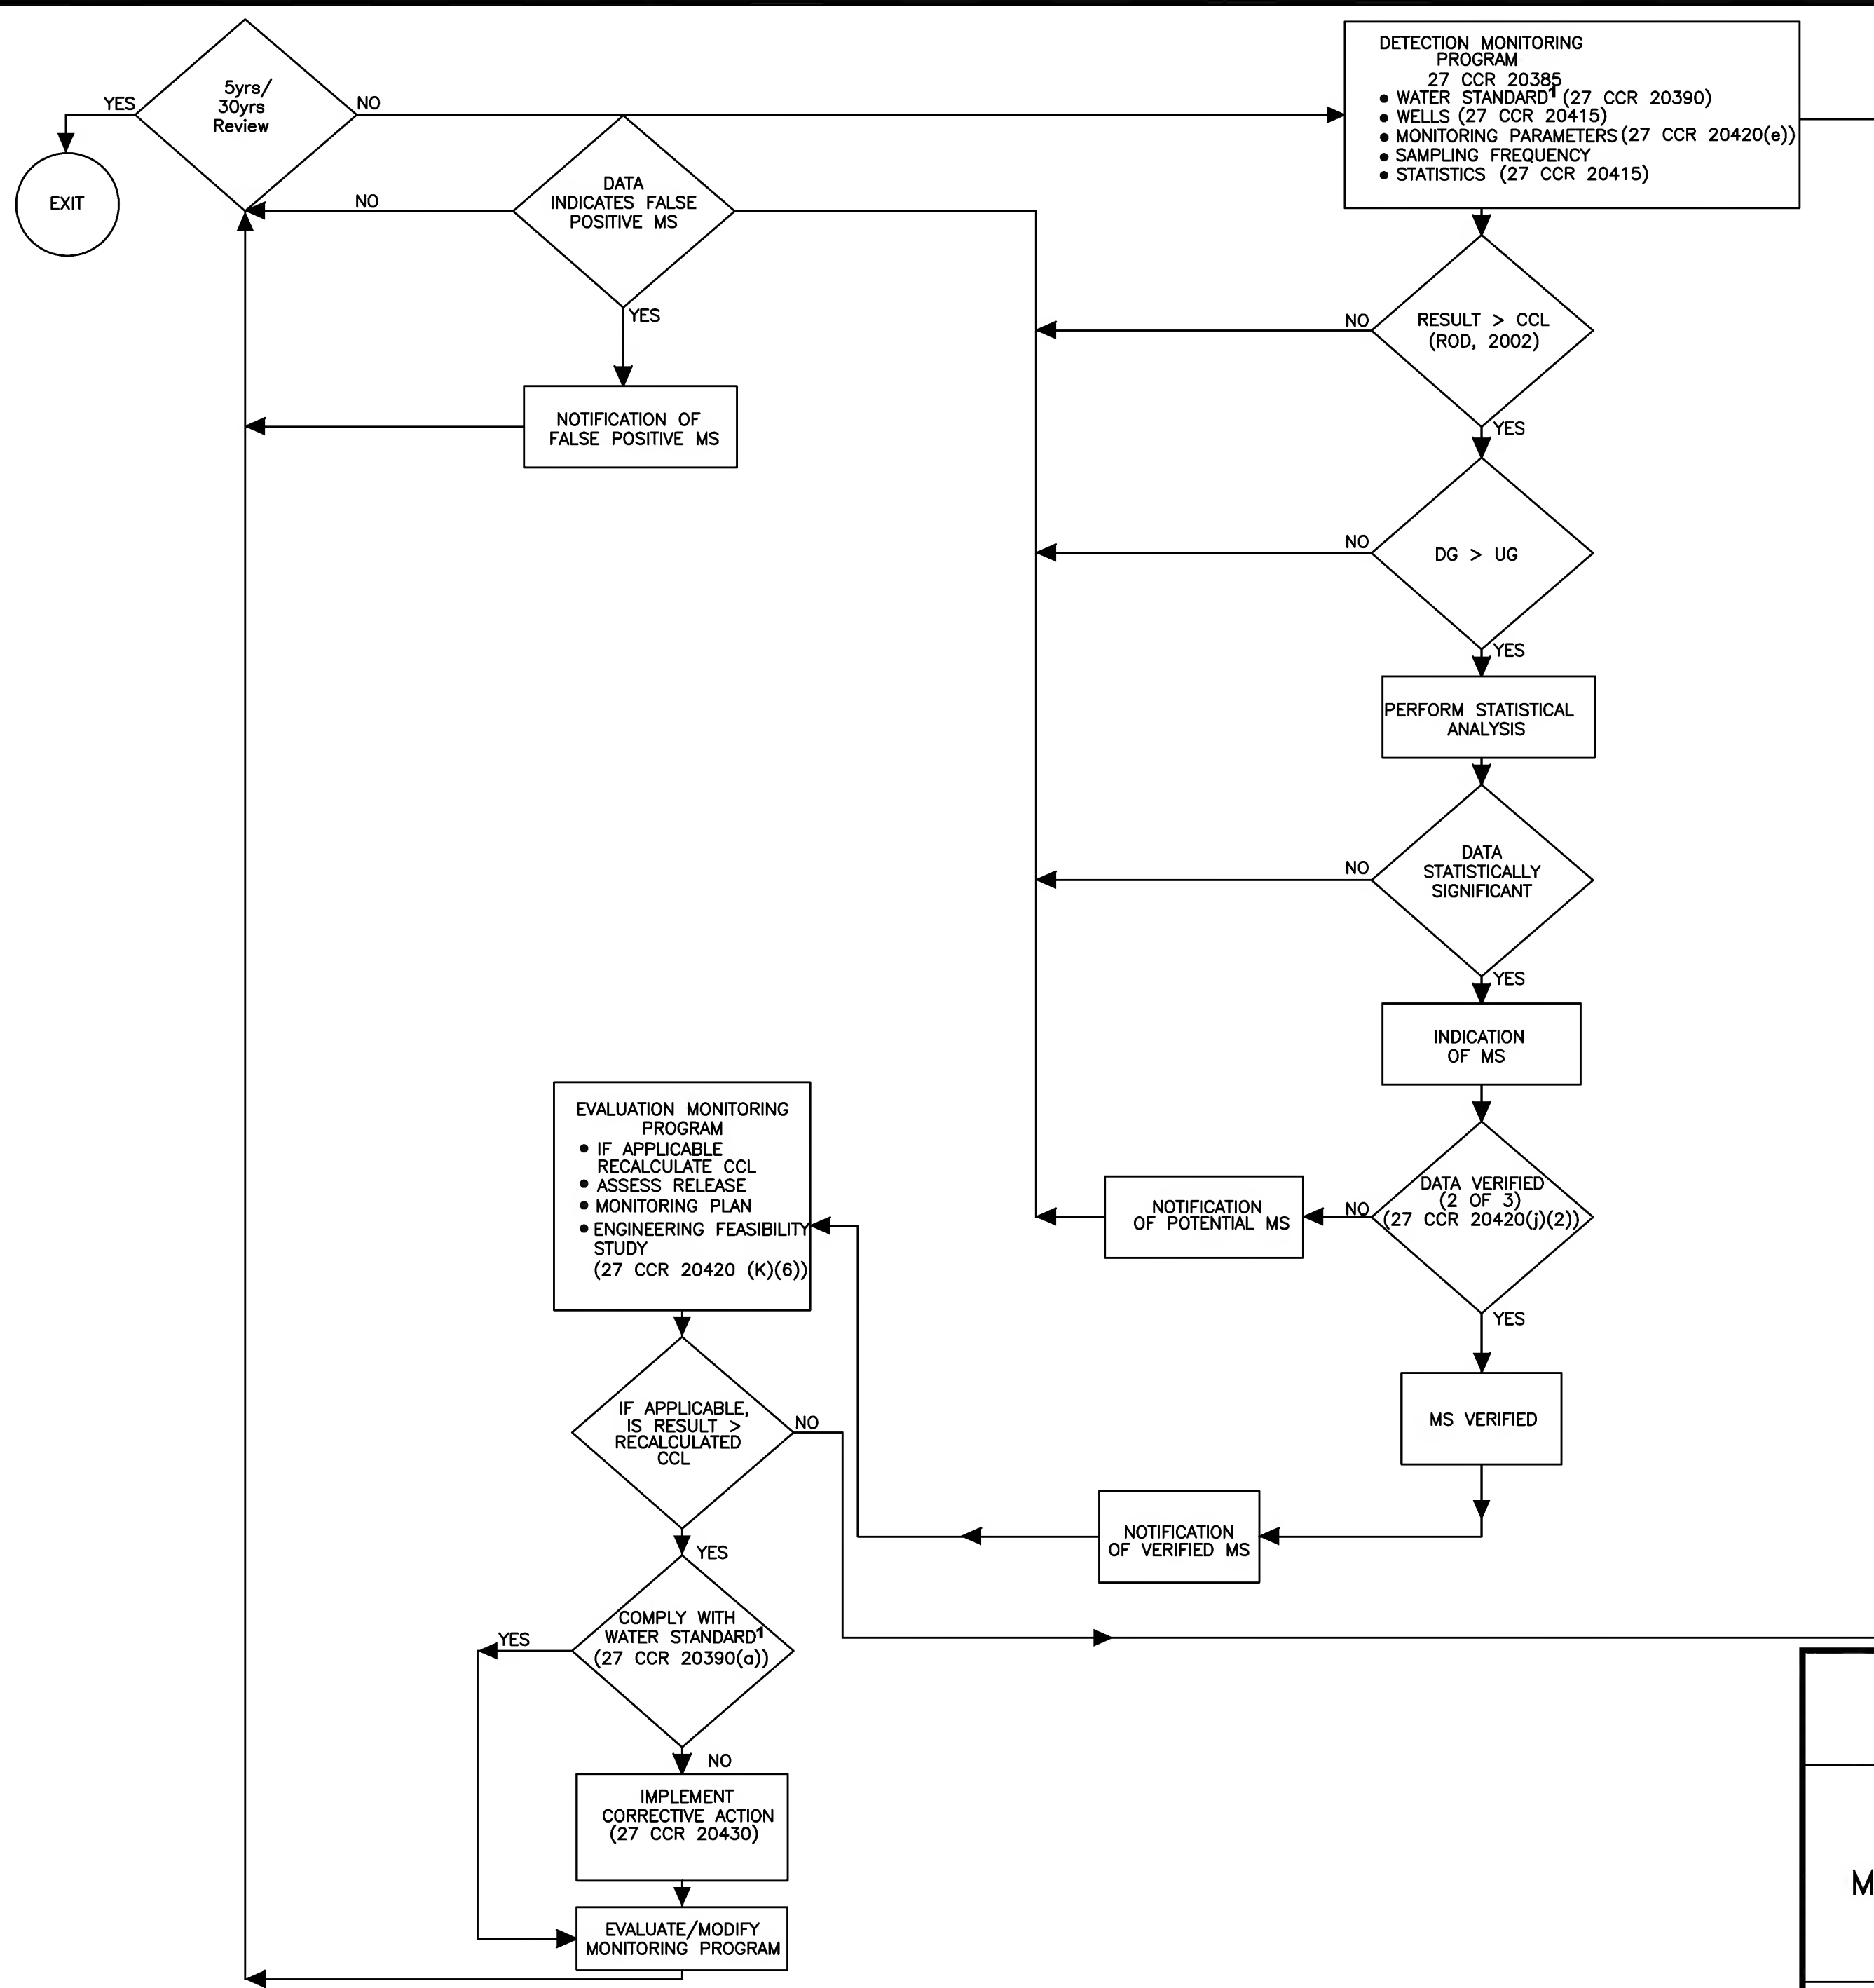 YES
5yrs/
30yrs
Review
NO
EXIT
DATA
INDICATES FALSE
POSITIVE MS
NO
YES
NOTIFICATION OF
FALSE POSITIVE MS
DETECTION MONITORING
PROGRAM
27 CCR 20385
• WATER STANDARD¹ (27 CCR 20390)
• WELLS (27 CCR 20415)
• MONITORING PARAMETERS (27 CCR 20420(e))
• SAMPLING FREQUENCY
• STATISTICS (27 CCR 20415)
NO
RESULT > CCL
(ROD, 2002)
YES
NO
DG > UG
YES
PERFORM STATISTICAL
ANALYSIS
NO
DATA
STATISTICALLY
SIGNIFICANT
YES
INDICATION
OF MS
DATA VERIFIED
(2 OF 3)
(27 CCR 20420(j)(2))
NO
NOTIFICATION
OF POTENTIAL MS
YES
MS VERIFIED
NOTIFICATION
OF VERIFIED MS
EVALUATION MONITORING
PROGRAM
• IF APPLICABLE
RECALCULATE CCL
• ASSESS RELEASE
• MONITORING PLAN
• ENGINEERING FEASIBILITY
STUDY
(27 CCR 20420 (K)(6))
IF APPLICABLE,
IS RESULT >
RECALCULATED
CCL
NO
YES
COMPLY WITH
WATER STANDARD¹
(27 CCR 20390(a))
YES
NO
IMPLEMENT
CORRECTIVE ACTION
(27 CCR 20430)
EVALUATE/MODIFY
MONITORING PROGRAM
M